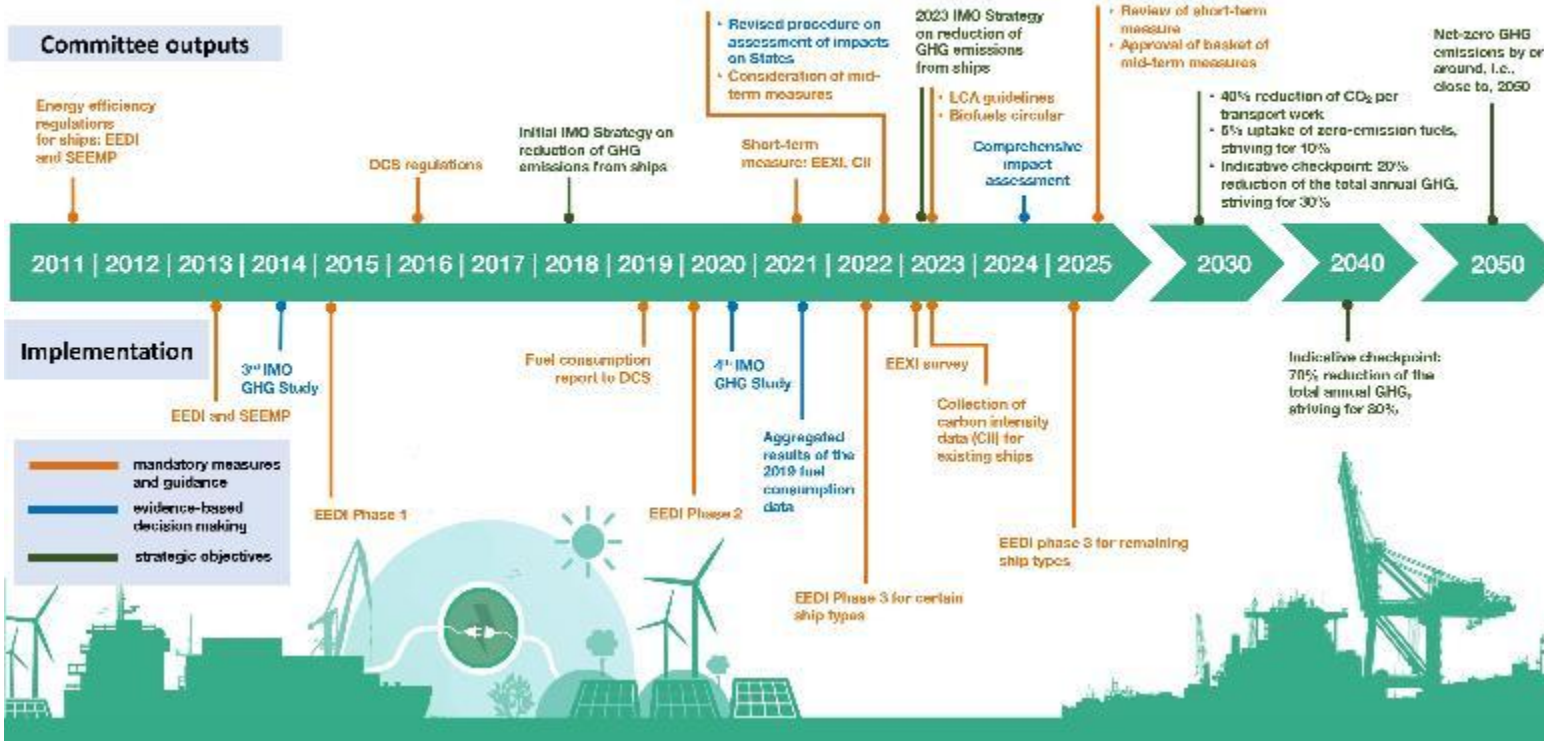 Committee outputs
Energy efficiency
regulations
for ships: EEDI
and SEEMP
DCS regulations
Initial IMO Strategy on
reduction of GHG
emissions from ships
• Revised procedure on
assessment of impacts
on States
• Consideration of mid-
term measures
Short-term
measure: EEXI, CII
2023 IMO Strategy
on reduction of
GHG emissions
from ships
• LCA guidelines
• Biofuels circular
Comprehensive
impact
assessment
• Review of short-term
measure
• Approval of basket of
mid-term measures
• 40% reduction of CO₂ per
transport work
• 5% uptake of zero-emission fuels,
striving for 10%
• Indicative checkpoint: 20%
reduction of the total annual GHG,
striving for 30%
Net-zero GHG
emissions by or
around, i.e.,
close to, 2050
2011 | 2012 | 2013 | 2014 | 2015 | 2016 | 2017 | 2018 | 2019 | 2020 | 2021 | 2022 | 2023 | 2024 | 2025
2030
2040
2050
Implementation
EEDI and SEEMP
3rd IMO
GHG Study
EEDI Phase 1
Fuel consumption
report to DCS
EEDI Phase 2
4th IMO
GHG Study
Aggregated
results of the
2019 fuel
consumption
data
EEDI Phase 3 for certain
ship types
EEXI survey
Collection of
carbon intensity
data (CII) for
existing ships
EEDI phase 3 for remaining
ship types
Indicative checkpoint:
70% reduction of the
total annual GHG,
striving for 80%
mandatory measures
and guidance
evidence-based
decision making
strategic objectives